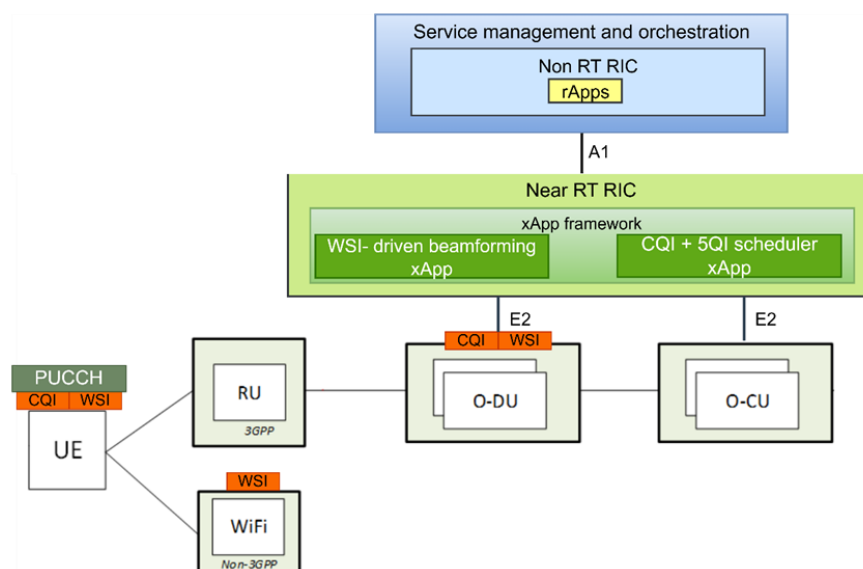 Service management and orchestration
Non RT RIC
rApps
A1
Near RT RIC
xApp framework
WSI- driven beamforming
xApp
CQI + 5QI scheduler
xApp
E2
E2
CQI WSI
O-DU
O-CU
PUCCH
CQI WSI
UE
RU
3GPP
WSI
WiFi
Non-3GPP